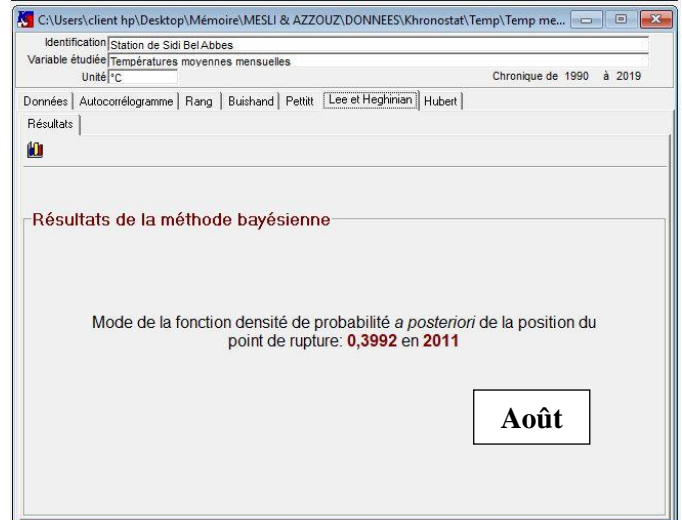 C:\Users\client hp\Desktop\Mémoire\MESLI & AZZOUZ\DONNEES\Khronostat\Temp\Temp me...
Identification Station de Sidi Bel Abbes
Variable étudiée Températures moyennes mensuelles
Unité °C Chronique de 1990 à 2019
Données Autocorrélogramme Rang Buishand Pettitt Lee et Heghinian Hubert
Résultats
Résultats de la méthode bayésienne
Mode de la fonction densité de probabilité a posteriori de la position du
point de rupture: 0,3992 en 2011
Août